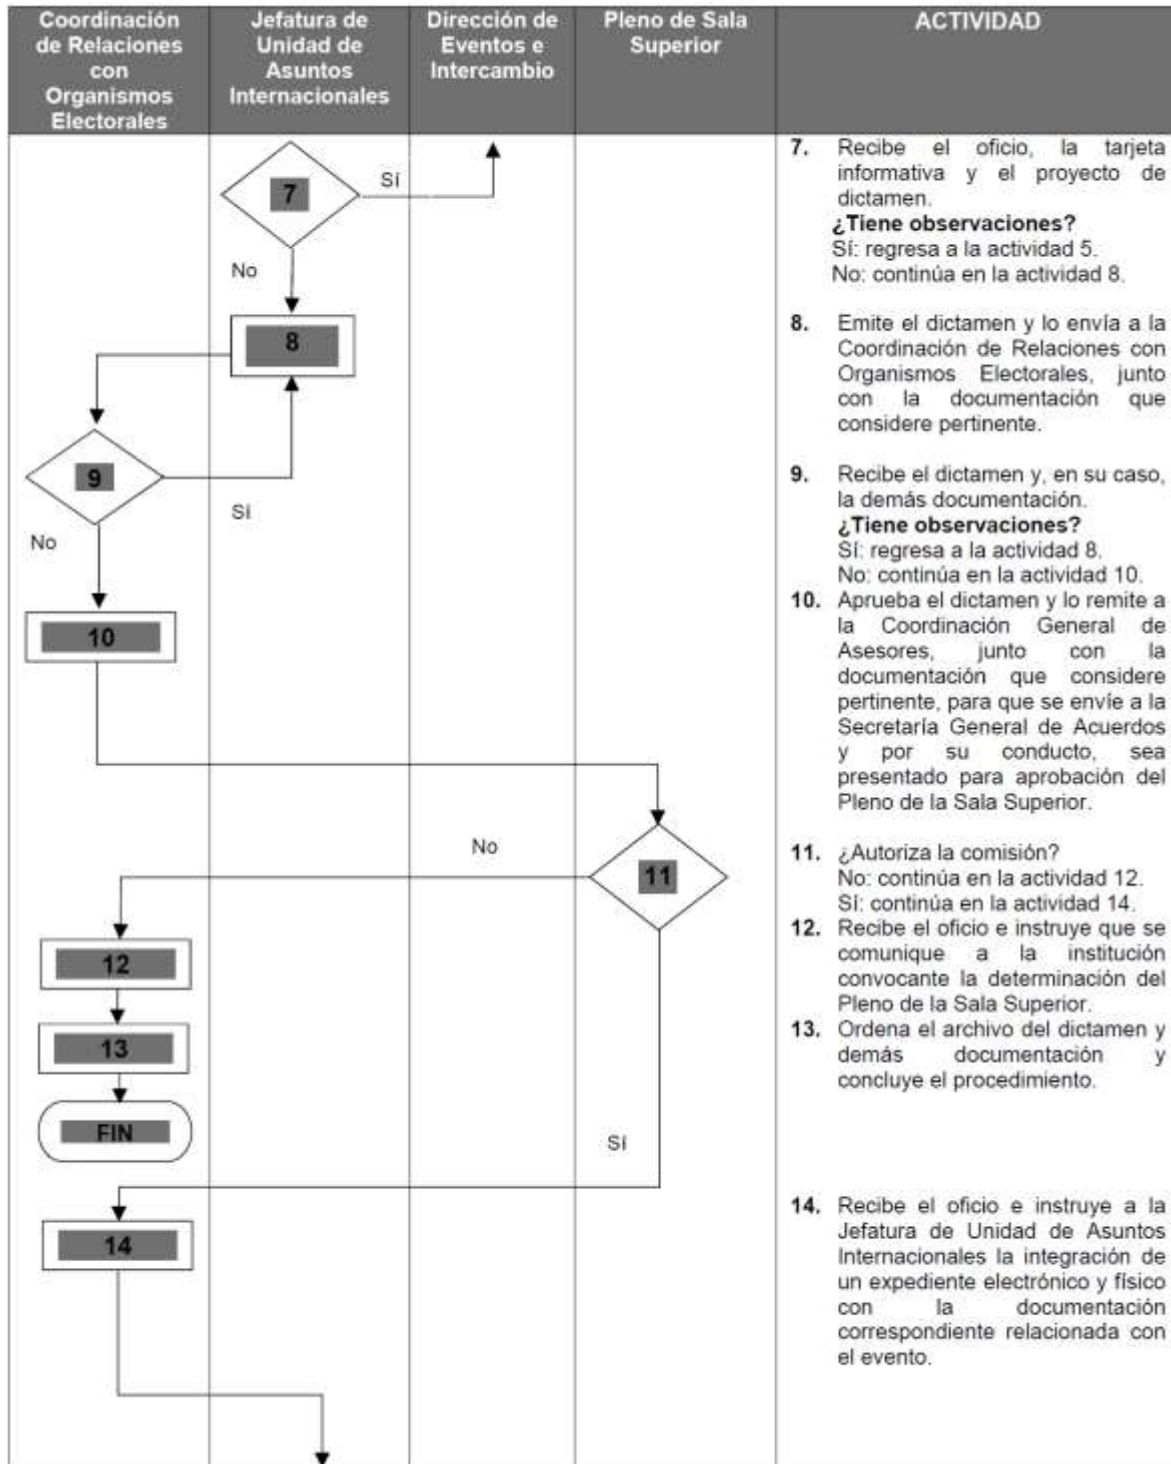 Coordinación
de Relaciones
con
Organismos
Electorales
Jefatura de
Unidad de
Asuntos
Internacionales
Dirección de
Eventos e
Intercambio
Pleno de Sala
Superior
ACTIVIDAD
7
Sí
No
8
9
Sí
No
10
11
No
12
13
FIN
Sí
14
7. Recibe el oficio, la tarjeta
informativa y el proyecto de
dictamen.
¿Tiene observaciones?
Sí: regresa a la actividad 5.
No: continúa en la actividad 8.
8. Emite el dictamen y lo envía a la
Coordinación de Relaciones con
Organismos Electorales, junto
con la documentación que
considere pertinente.
9. Recibe el dictamen y, en su caso,
la demás documentación.
¿Tiene observaciones?
Sí: regresa a la actividad 8.
No: continúa en la actividad 10.
10. Aprueba el dictamen y lo remite a
la Coordinación General de
Asesores, junto con la
documentación que considere
pertinente, para que se envíe a la
Secretaría General de Acuerdos
y por su conducto, sea
presentado para aprobación del
Pleno de la Sala Superior.
11. ¿Autoriza la comisión?
No: continúa en la actividad 12.
Sí: continúa en la actividad 14.
12. Recibe el oficio e instruye que se
comunique a la institución
convocante la determinación del
Pleno de la Sala Superior.
13. Ordena el archivo del dictamen y
demás documentación y
concluye el procedimiento.
14. Recibe el oficio e instruye a la
Jefatura de Unidad de Asuntos
Internacionales la integración de
un expediente electrónico y físico
con la documentación
correspondiente relacionada con
el evento.